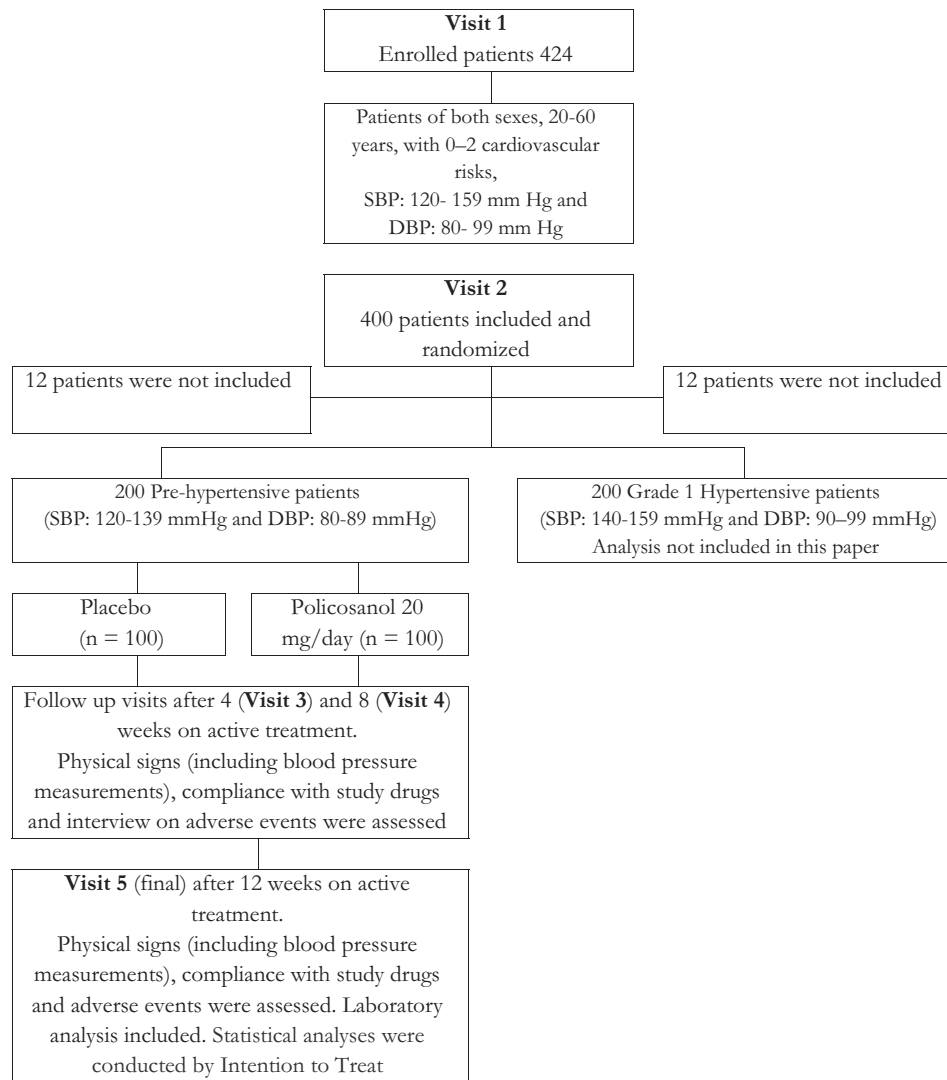 Visit 1
Enrolled patients 424
Patients of both sexes, 20-60
years, with 0–2 cardiovascular
risks,
SBP: 120- 159 mm Hg and
DBP: 80- 99 mm Hg
Visit 2
400 patients included and
randomized
12 patients were not included
12 patients were not included
200 Pre-hypertensive patients
(SBP: 120-139 mmHg and DBP: 80-89 mmHg)
200 Grade 1 Hypertensive patients
(SBP: 140-159 mmHg and DBP: 90–99 mmHg)
Analysis not included in this paper
Placebo
(n = 100)
Policosanol 20
mg/day (n = 100)
Follow up visits after 4 (Visit 3) and 8 (Visit 4)
weeks on active treatment.
Physical signs (including blood pressure
measurements), compliance with study drugs
and interview on adverse events were assessed
Visit 5 (final) after 12 weeks on active
treatment.
Physical signs (including blood pressure
measurements), compliance with study drugs
and adverse events were assessed. Laboratory
analysis included. Statistical analyses were
conducted by Intention to Treat